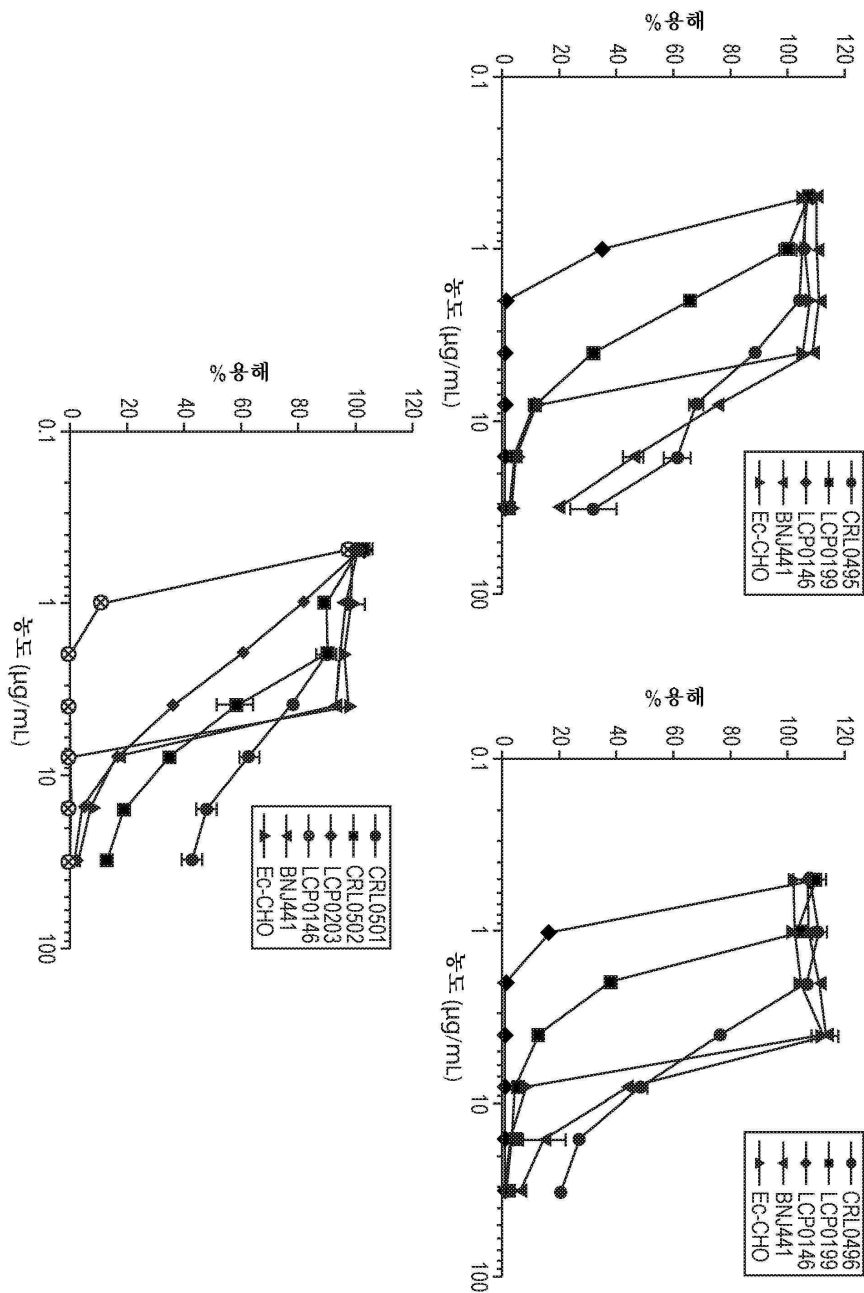 CRL0495
LCP0199
LCP0146
BNJ441
Ec-CHO
120
100
80
60
40
20
0
%용해
0.1 1 10 100
농도 (μg/mL)
CRL0496
LCP0199
LCP0146
BNJ441
Ec-CHO
120
100
80
60
40
20
0
%용해
0.1 1 10 100
농도 (μg/mL)
CRL0501
CRL0502
LCP0203
LCP0146
BNJ441
Ec-CHO
120
100
80
60
40
20
0
%용해
0.1 1 10 100
농도 (μg/mL)